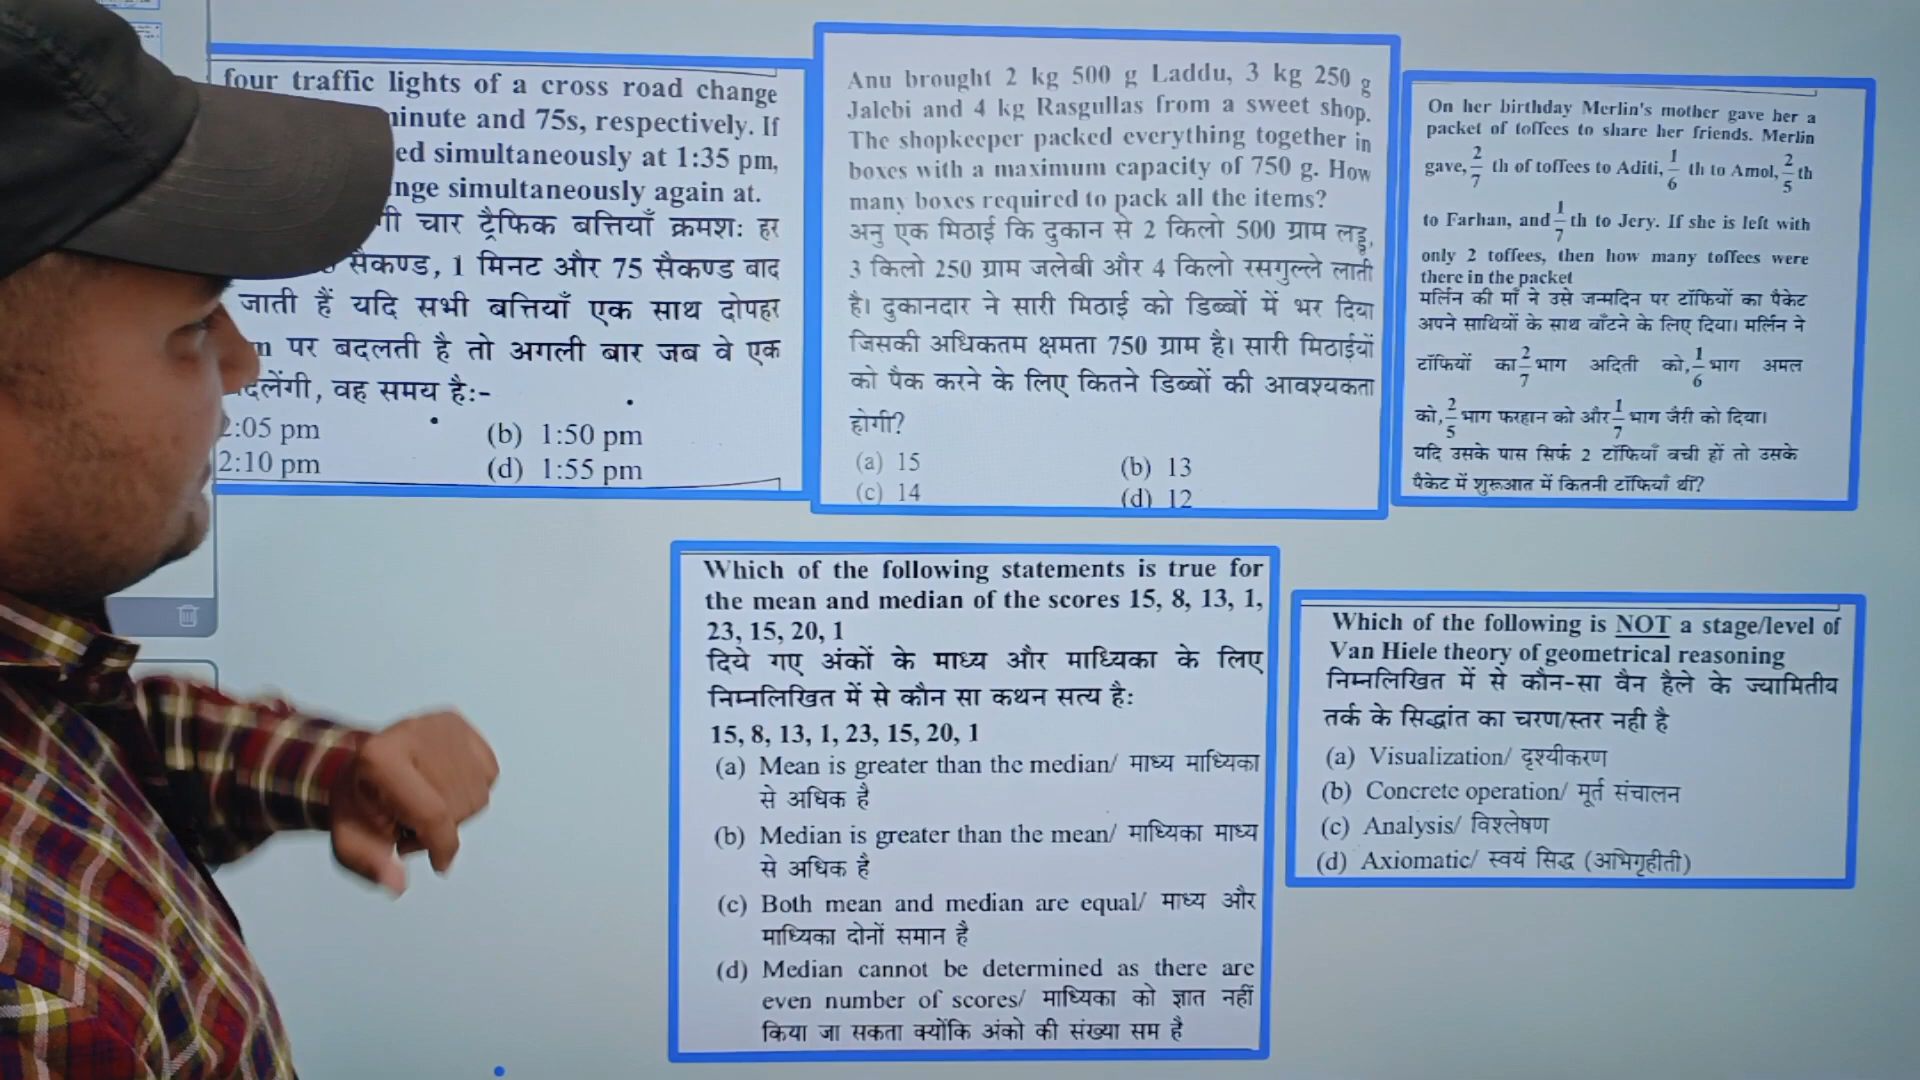 four traffic lights of a cross road change
minute and 75s, respectively. If
simultaneously at 1:35 pm,
simultaneously again at.
चार ट्रैफिक बत्तियाँ क्रमशः हर
सैकण्ड, 1 मिनट और 75 सैकण्ड बाद
जाती हैं यदि सभी बत्तियाँ एक साथ दोपहर
पर बदलती है तो अगली बार जब वे एक
वह समय है:-
2:05 pm (b) 1:50 pm
2:10 pm (d) 1:55 pm
Anu brought 2 kg 500 g Laddu, 3 kg 250 g
Jalebi and 4 kg Rasgullas from a sweet shop.
The shopkeeper packed everything together in
boxes with a maximum capacity of 750 g. How
many boxes required to pack all the items?
अनु एक मिठाई कि दुकान से 2 किलो 500 ग्राम लड्डू,
3 किलो 250 ग्राम जलेबी और 4 किलो रसगुल्ले लाती
है। दुकानदार ने सारी मिठाई को डिब्बों में भर दिया
जिसकी अधिकतम क्षमता 750 ग्राम है। सारी मिठाईयों
को पैक करने के लिए कितने डिब्बों की आवश्यकता
होगी?
(a) 15 (b) 13
(c) 14 (d) 12
On her birthday Merlin's mother gave her a
packet of toffees to share her friends. Merlin
gave, 2/7 th of toffees to Aditi, 1/6 th to Amol, 2/5 th
to Farhan, and 1/7 th to Jery. If she is left with
only 2 toffees, then how many toffees were
there in the packet
मर्लिन की माँ ने उसे जन्मदिन पर टॉफियों का पैकेट
अपने साथियों के साथ बाँटने के लिए दिया। मर्लिन ने
टॉफियों का 2/7 भाग अदिती को, 1/6 भाग अमल
को, 2/5 भाग फरहान को और 1/7 भाग जैरी को दिया।
यदि उसके पास सिर्फ 2 टॉफियाँ बची हों तो उसके
पैकेट में शुरूआत में कितनी टॉफियाँ थीं?
Which of the following statements is true for
the mean and median of the scores 15, 8, 13, 1,
23, 15, 20, 1
दिये गए अंकों के माध्य और माध्यिका के लिए
निम्नलिखित में से कौन सा कथन सत्य है:
15, 8, 13, 1, 23, 15, 20, 1
(a) Mean is greater than the median/ माध्य माध्यिका
से अधिक है
(b) Median is greater than the mean/ माध्यिका माध्य
से अधिक है
(c) Both mean and median are equal/ माध्य और
माध्यिका दोनों समान है
(d) Median cannot be determined as there are
even number of scores/ माध्यिका को ज्ञात नहीं
किया जा सकता क्योंकि अंको की संख्या सम है
Which of the following is NOT a stage/level of
Van Hiele theory of geometrical reasoning
निम्नलिखित में से कौन-सा वैन हैले के ज्यामितीय
तर्क के सिद्धांत का चरण/स्तर नही है
(a) Visualization/ दृश्यीकरण
(b) Concrete operation/ मूर्त संचालन
(c) Analysis/ विश्लेषण
(d) Axiomatic/ स्वयं सिद्ध (अभिगृहीती)